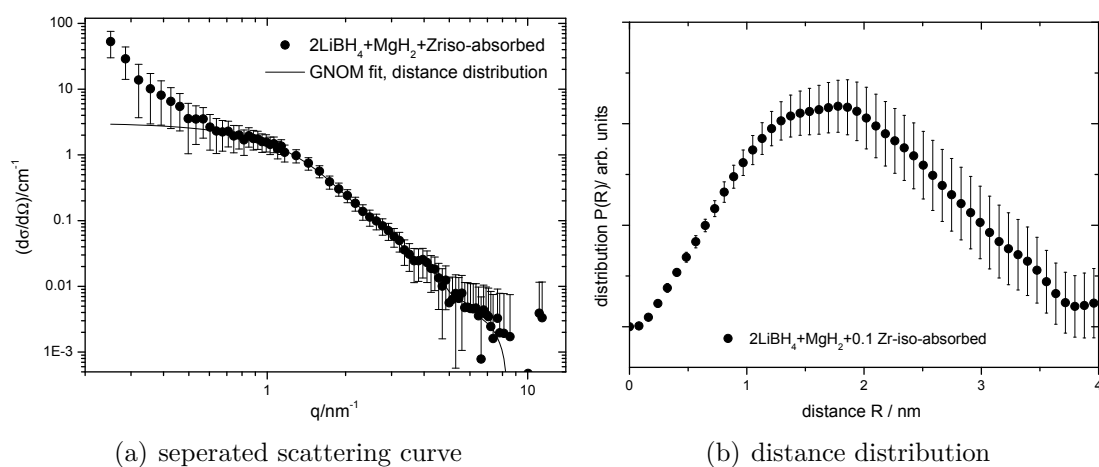 100
10
1
0.1
0.01
1E-3
(dσ/dΩ)/cm⁻¹
2LiBH₄+MgH₂+Zriso-absorbed
GNOM fit, distance distribution
1 10
q/nm⁻¹
(a) seperated scattering curve
distribution P(R)/ arb. units
2LiBH₄+MgH₂+0.1 Zr-iso-absorbed
0 1 2 3 4
distance R / nm
(b) distance distribution